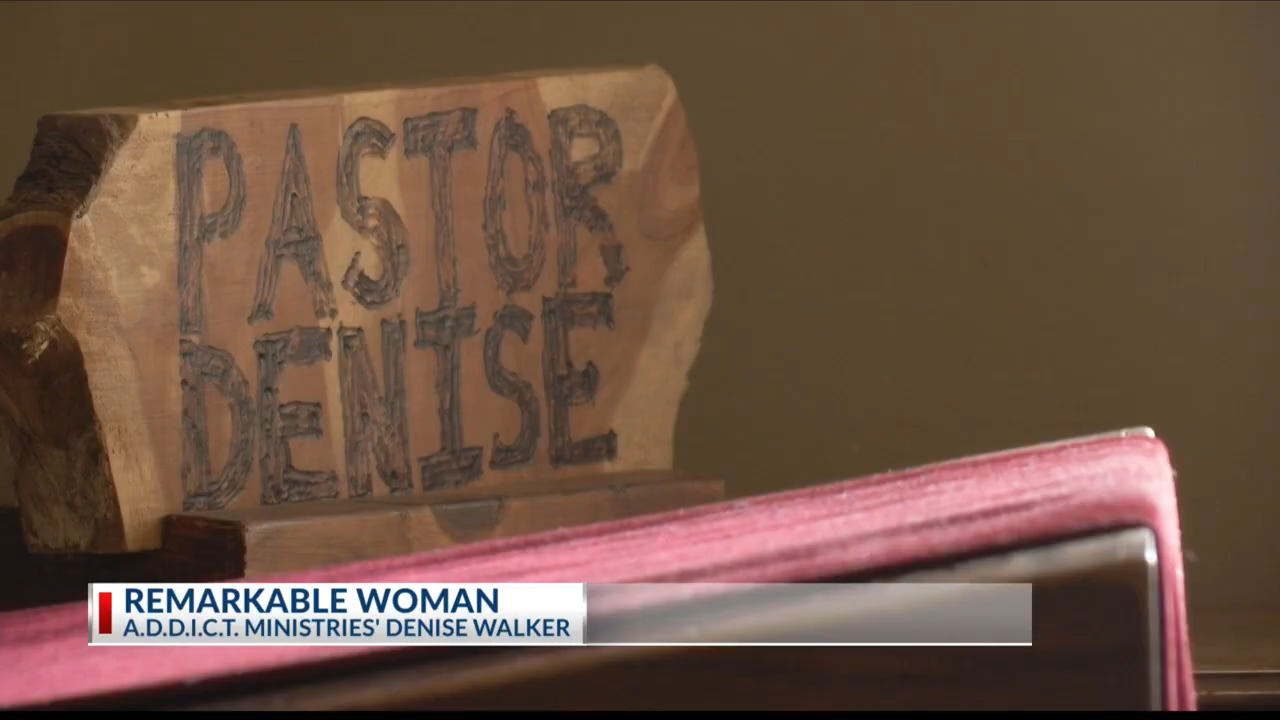 PASTOR
DENISE
REMARKABLE WOMAN
A.D.D.I.C.T. MINISTRIES' DENISE WALKER